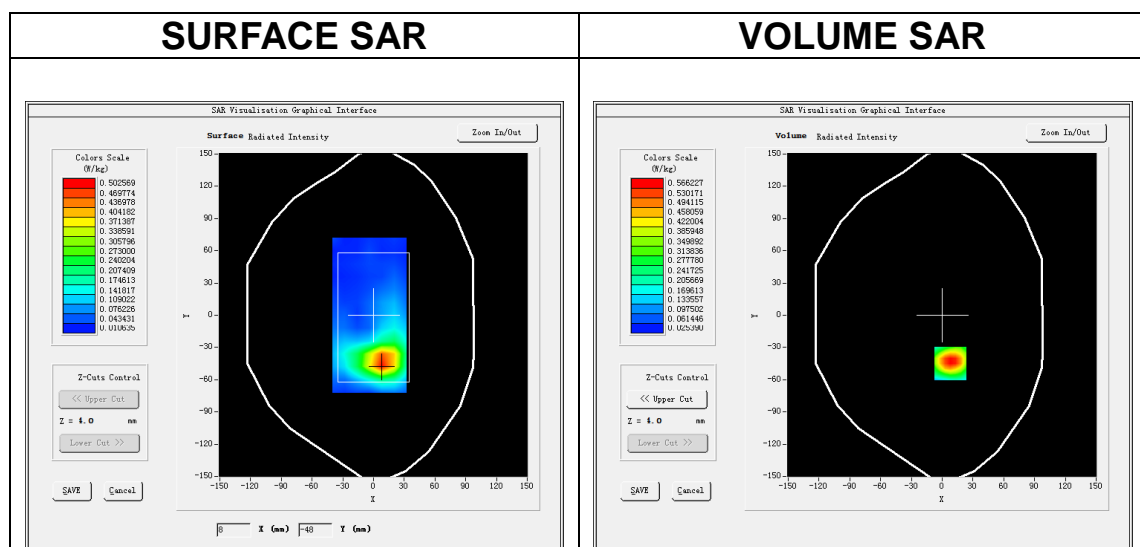 SURFACE SAR
SAR Visualisation Graphical Interface
Surface Radiated Intensity
Zoom In/Out
Colors Scale
(W/kg)
0.502569
0.469774
0.436978
0.404182
0.371387
0.338591
0.305796
0.273000
0.240204
0.207409
0.174613
0.141817
0.109022
0.076226
0.043431
0.010635
Z-Cuts Control
<< Upper Cut
Z = 4.0 mm
Lower Cut >>
SAVE Cancel
150
120
90
60
30
0
-30
-60
-90
-120
-150
Y
-150 -120 -90 -60 -30 0 30 60 90 120 150
X
8 X (mm) -48 Y (mm)
VOLUME SAR
SAR Visualisation Graphical Interface
Volume Radiated Intensity
Zoom In/Out
Colors Scale
(W/kg)
0.566227
0.530171
0.494115
0.458059
0.422004
0.385948
0.349892
0.313836
0.277780
0.241725
0.205669
0.169613
0.133557
0.097502
0.061446
0.025390
Z-Cuts Control
<< Upper Cut
Z = 4.0 mm
Lower Cut >>
SAVE Cancel
150
120
90
60
30
0
-30
-60
-90
-120
-150
Y
-150 -120 -90 -60 -30 0 30 60 90 120 150
X